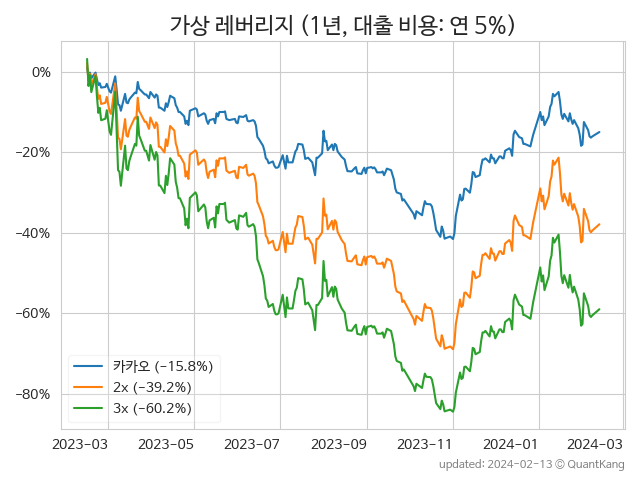 가상 레버리지 (1년, 대출 비용: 연 5%)
0%
−20%
−40%
−60%
−80%
카카오 (−15.8%)
2x (−39.2%)
3x (−60.2%)
2023−03 2023−05 2023−07 2023−09 2023−11 2024−01 2024−03
updated: 2024−02−13 © QuantKang